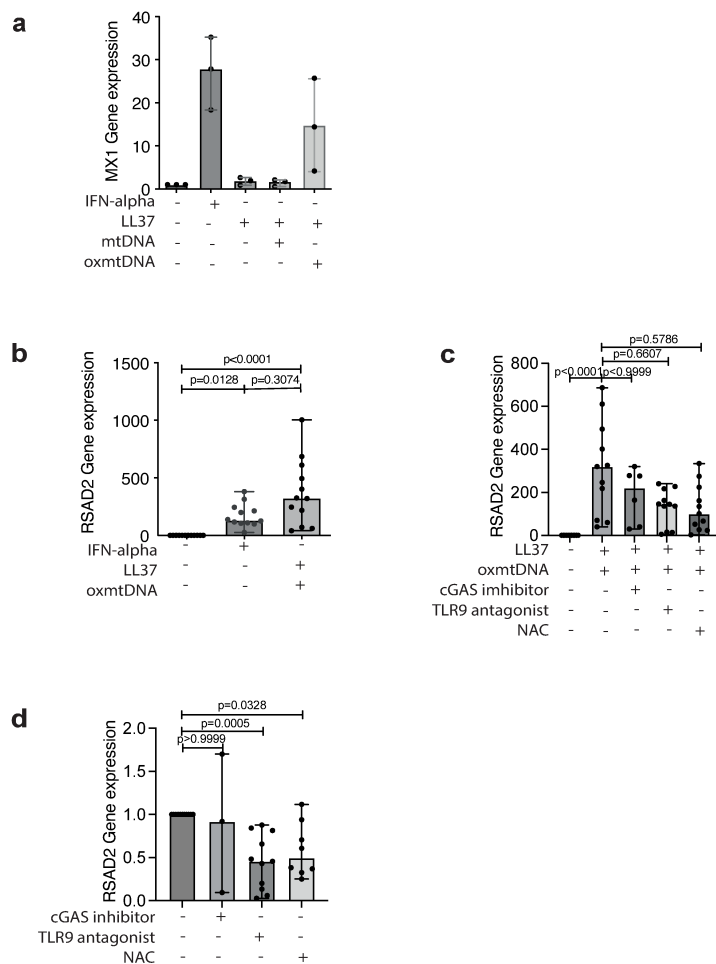 a
MX1 Gene expression
40
30
20
10
0
IFN-alpha - + - - -
LL37 - - + + +
mtDNA - - - + -
oxmtDNA - - - - +
b
RSAD2 Gene expression
1500
1000
500
0
p<0.0001
p=0.0128 p=0.3074
IFN-alpha - + -
LL37 - - +
oxmtDNA - - +
c
RSAD2 Gene expression
800
600
400
200
0
p=0.5786
p=0.6607
p<0.0001 p<0.9999
LL37 - + + + +
oxmtDNA - + + + +
cGAS imhibitor - - + - -
TLR9 antagonist - - - + -
NAC - - - - +
d
RSAD2 Gene expression
2.0
1.5
1.0
0.5
0.0
p=0.0328
p=0.0005
p>0.9999
cGAS inhibitor - + - -
TLR9 antagonist - - + -
NAC - - - +